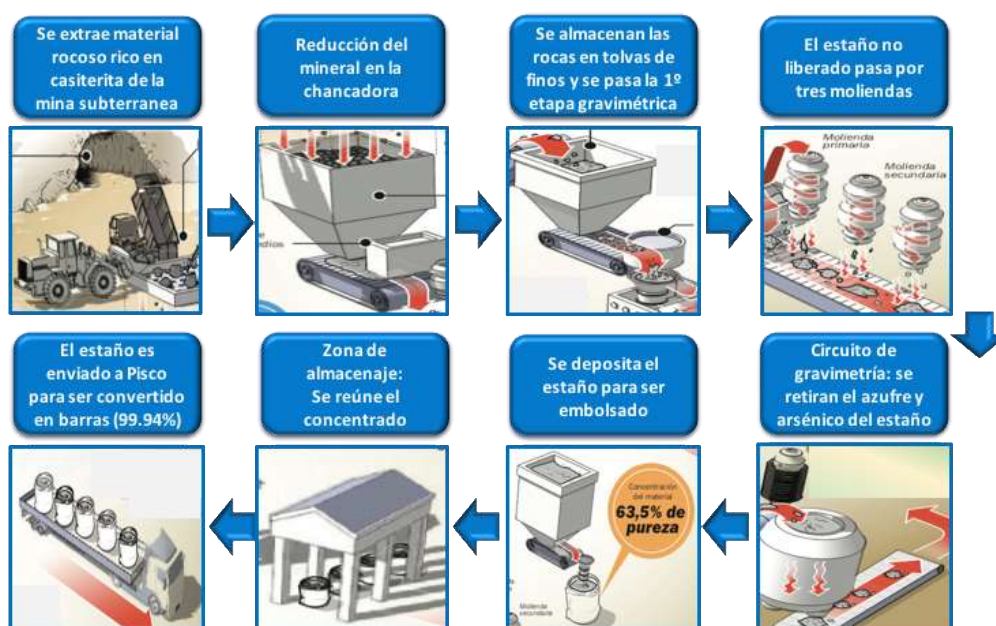 Se extrae material
rocoso rico en
casiterita de la
mina subterranea
Reducción del
mineral en la
chancadora
Se almacenan las
rocas en tolvas de
finos y se pasa la 1º
etapa gravimétrica
El estaño no
liberado pasa por
tres moliendas
Molienda
primaria
Molienda
secundaría
El estaño es
enviado a Pisco
para ser convertido
en barras (99.94%)
Zona de
almacenaje:
Se reúne el
concentrado
Se deposita el
estaño para ser
embolsado
Circuito de
gravimetría: se
retiran el azufre y
arsénico del estaño
Concentración
del material
63,5% de
pureza
Molienda
secundaria